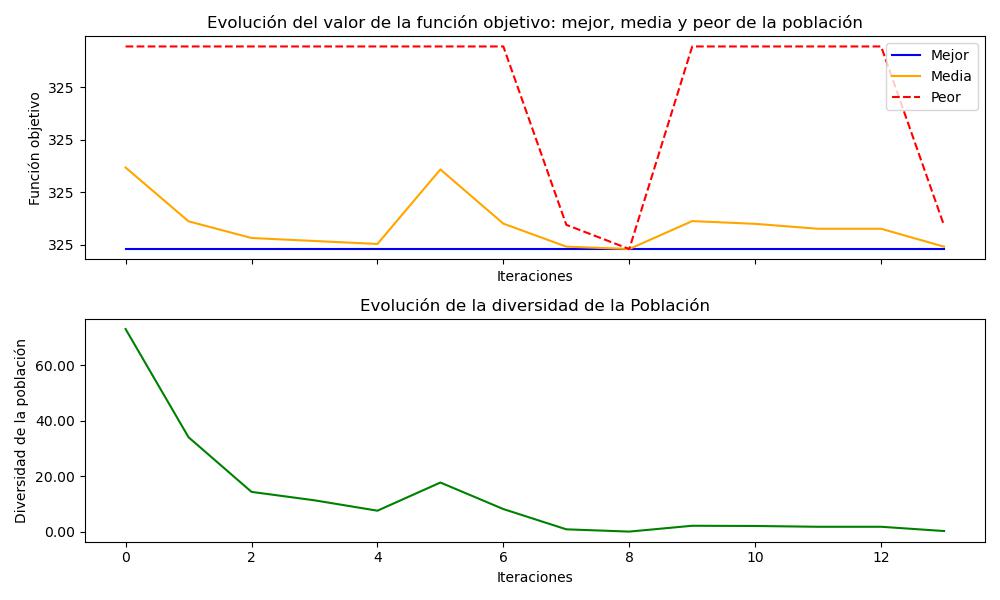 Evolución del valor de la función objetivo: mejor, media y peor de la población
Función objetivo
325
325
325
325
Mejor
Media
Peor
Iteraciones
Evolución de la diversidad de la Población
Diversidad de la población
60.00
40.00
20.00
0.00
0 2 4 6 8 10 12
Iteraciones